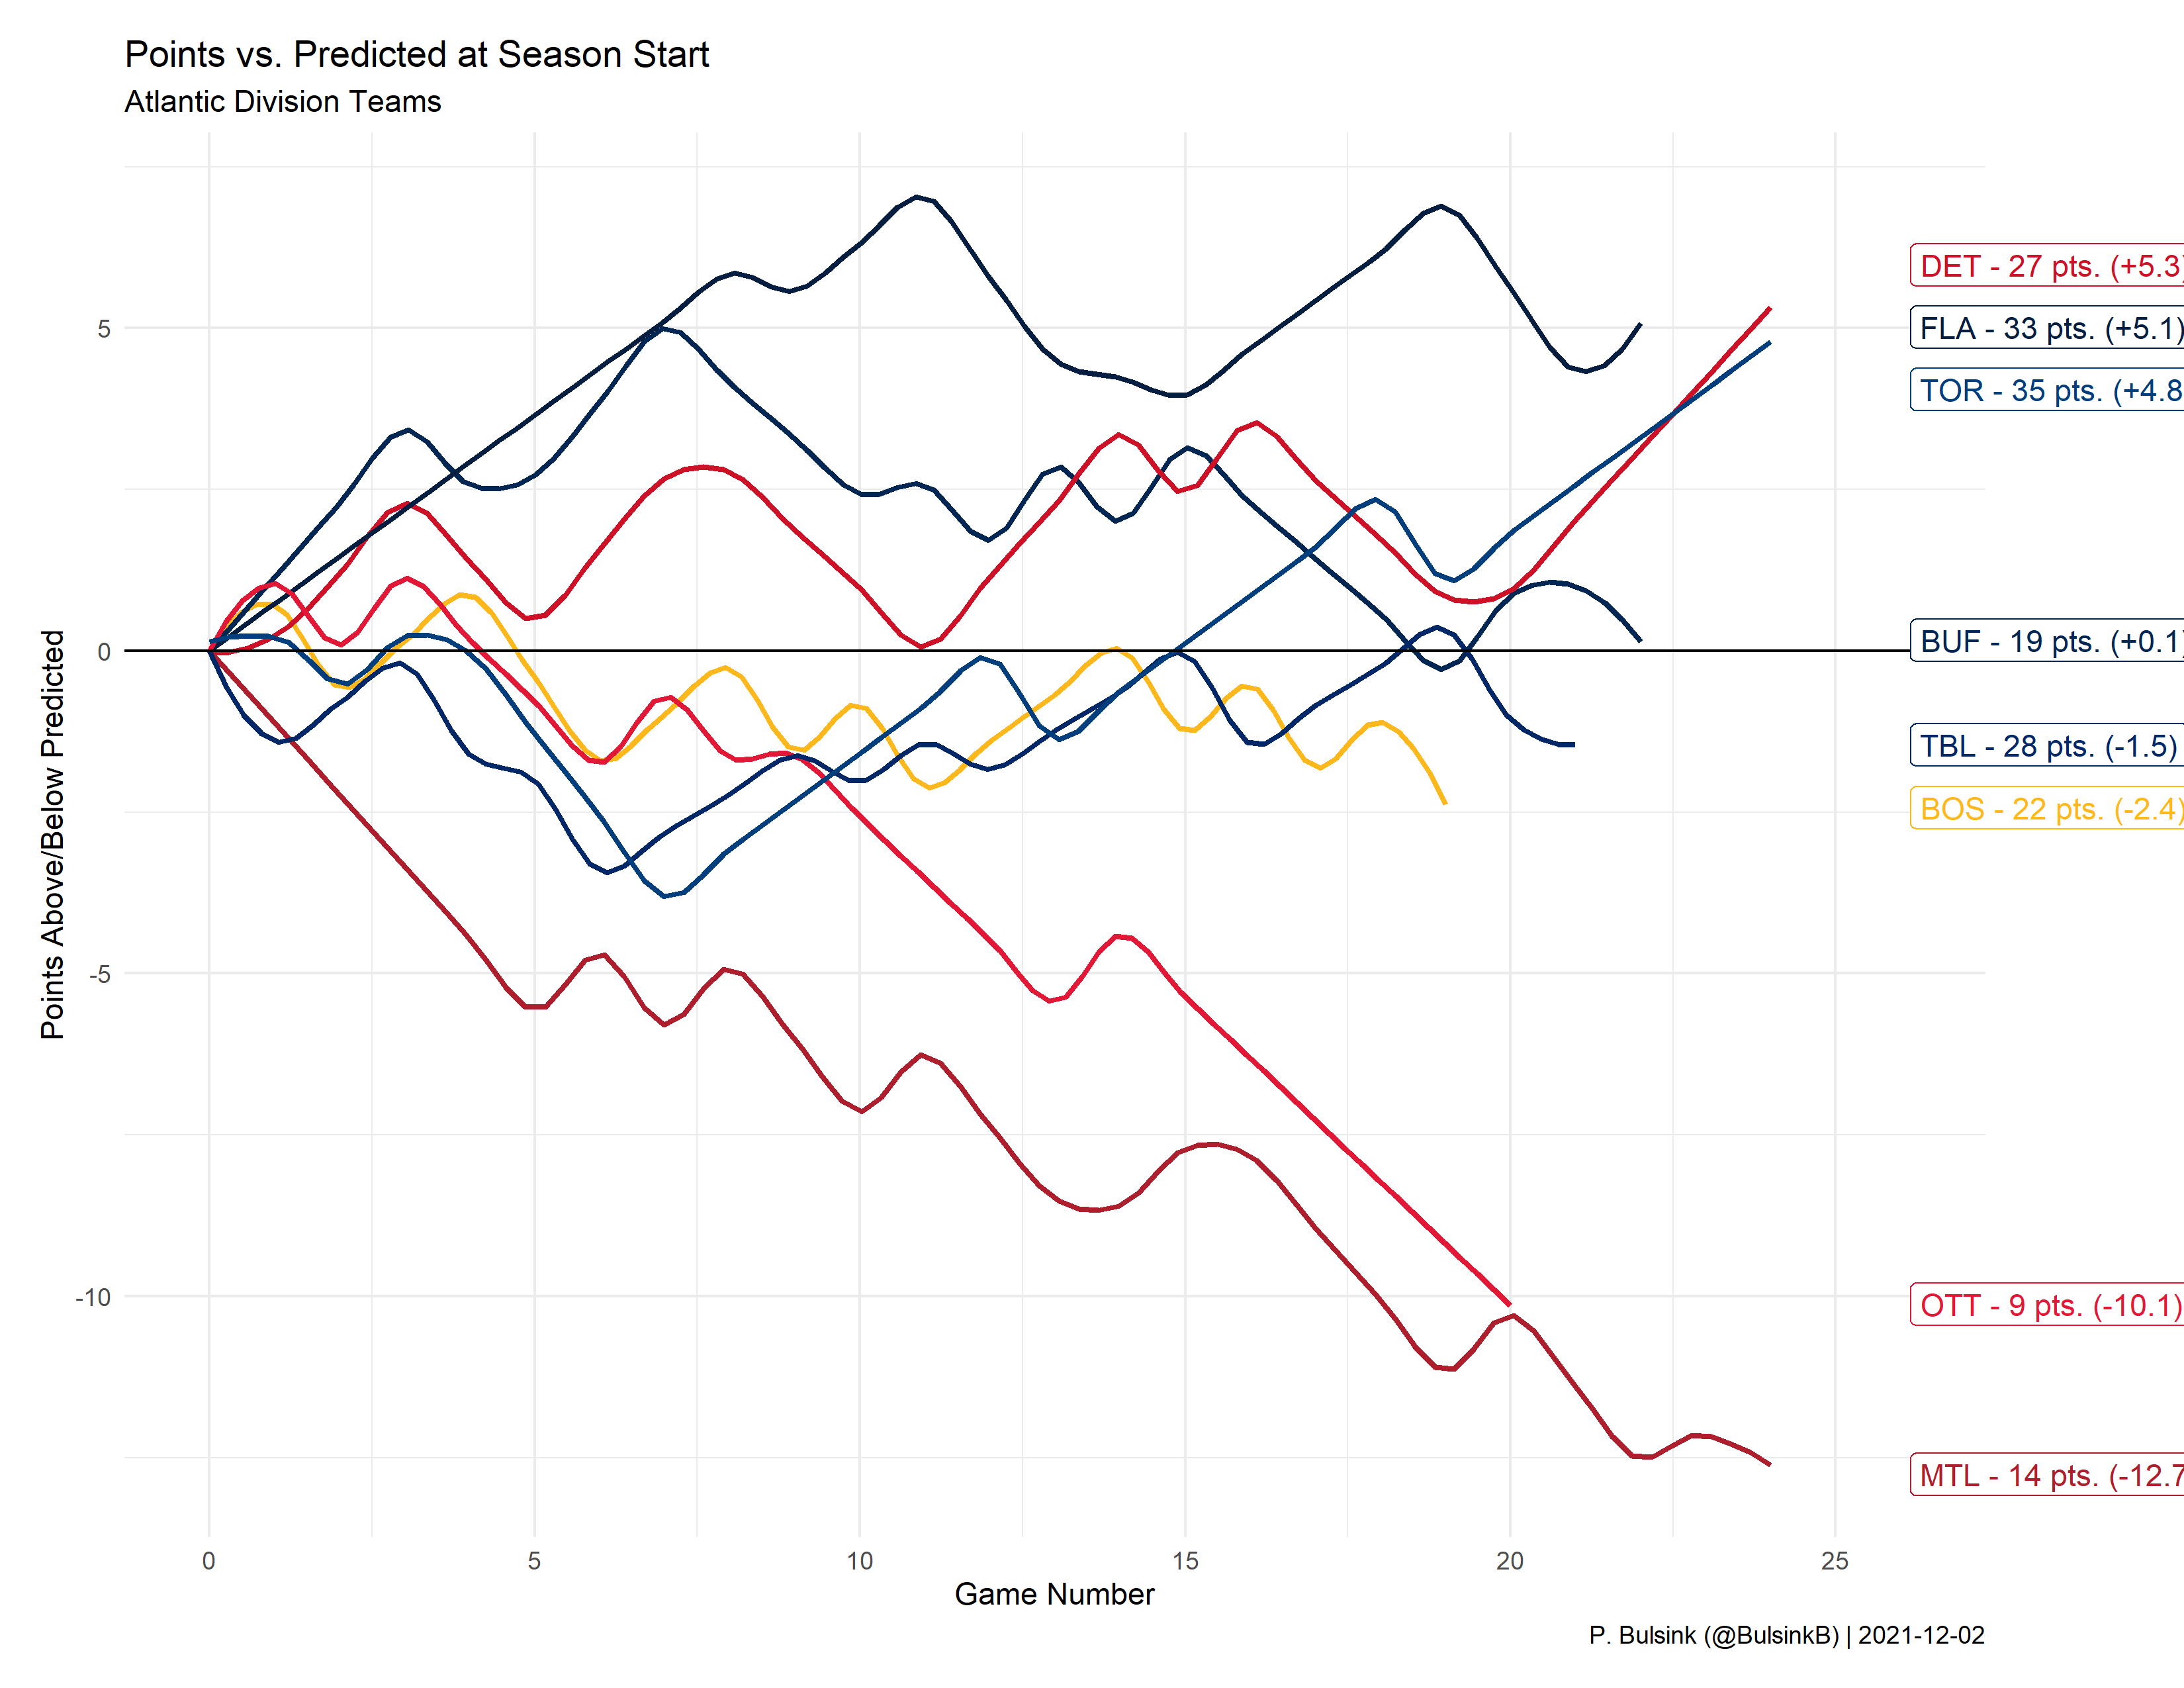 Points vs. Predicted at Season Start
Atlantic Division Teams
Points Above/Below Predicted
5
0
-5
-10
DET - 27 pts. (+5.3)
FLA - 33 pts. (+5.1)
TOR - 35 pts. (+4.8
BUF - 19 pts. (+0.1)
TBL - 28 pts. (-1.5)
BOS - 22 pts. (-2.4)
OTT - 9 pts. (-10.1)
MTL - 14 pts. (-12.7
0 5 10 15 20 25
Game Number
P. Bulsink (@BulsinkB) | 2021-12-02